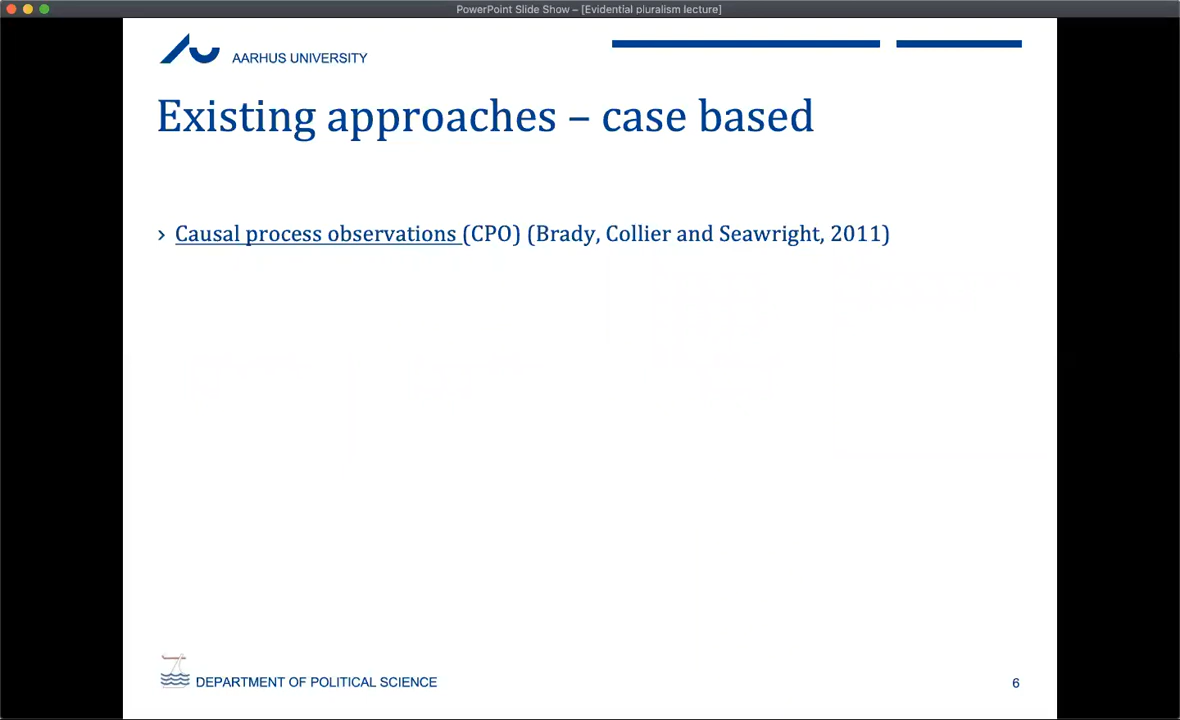 PowerPoint Slide Show – [Evidential pluralism lecture]
AARHUS UNIVERSITY
Existing approaches – case based
› Causal process observations (CPO) (Brady, Collier and Seawright, 2011)
DEPARTMENT OF POLITICAL SCIENCE
6